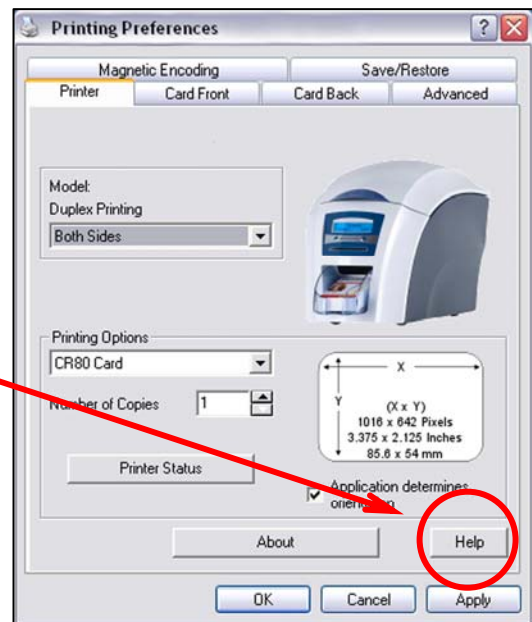 Printing Preferences
Magnetic Encoding Save/Restore
Printer Card Front Card Back Advanced
Model:
Duplex Printing
Both Sides
Printing Options
CR80 Card
X
Y
(X x Y)
1016 x 642 Pixels
3.375 x 2.125 Inches
85.6 x 54 mm
Number of Copies 1
Printer Status
Application determines
orientation
About Help
OK Cancel Apply